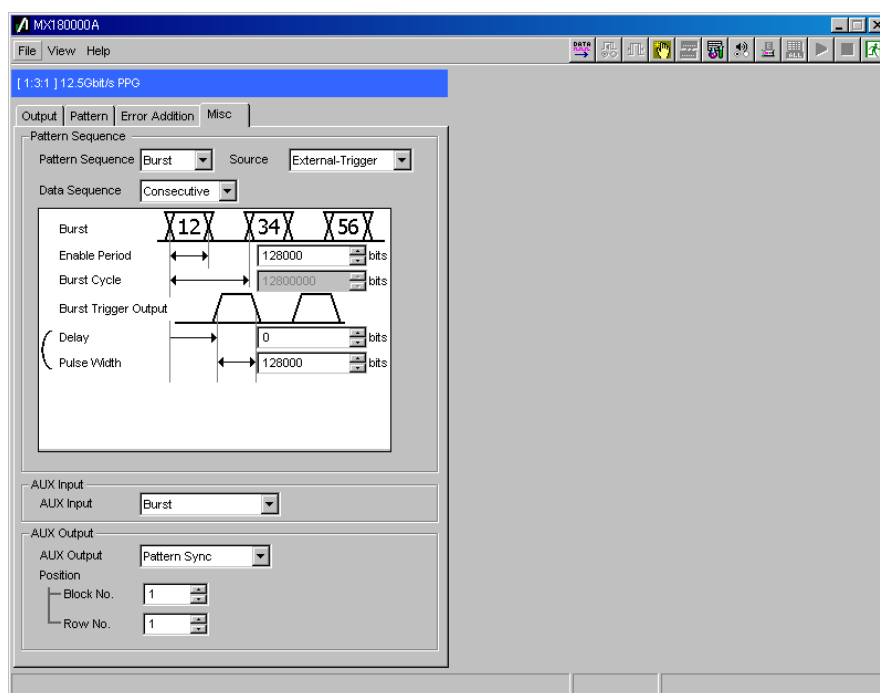 MX180000A
File View Help
DATA
ALL
[1:3:1] 12.5Gbit/s PPG
Output Pattern Error Addition Misc
Pattern Sequence
Pattern Sequence Burst Source External-Trigger
Data Sequence Consecutive
Burst 12 34 56
Enable Period 128000 bits
Burst Cycle 12800000 bits
Burst Trigger Output
Delay 0 bits
Pulse Width 128000 bits
AUX Input
AUX Input Burst
AUX Output
AUX Output Pattern Sync
Position
Block No. 1
Row No. 1